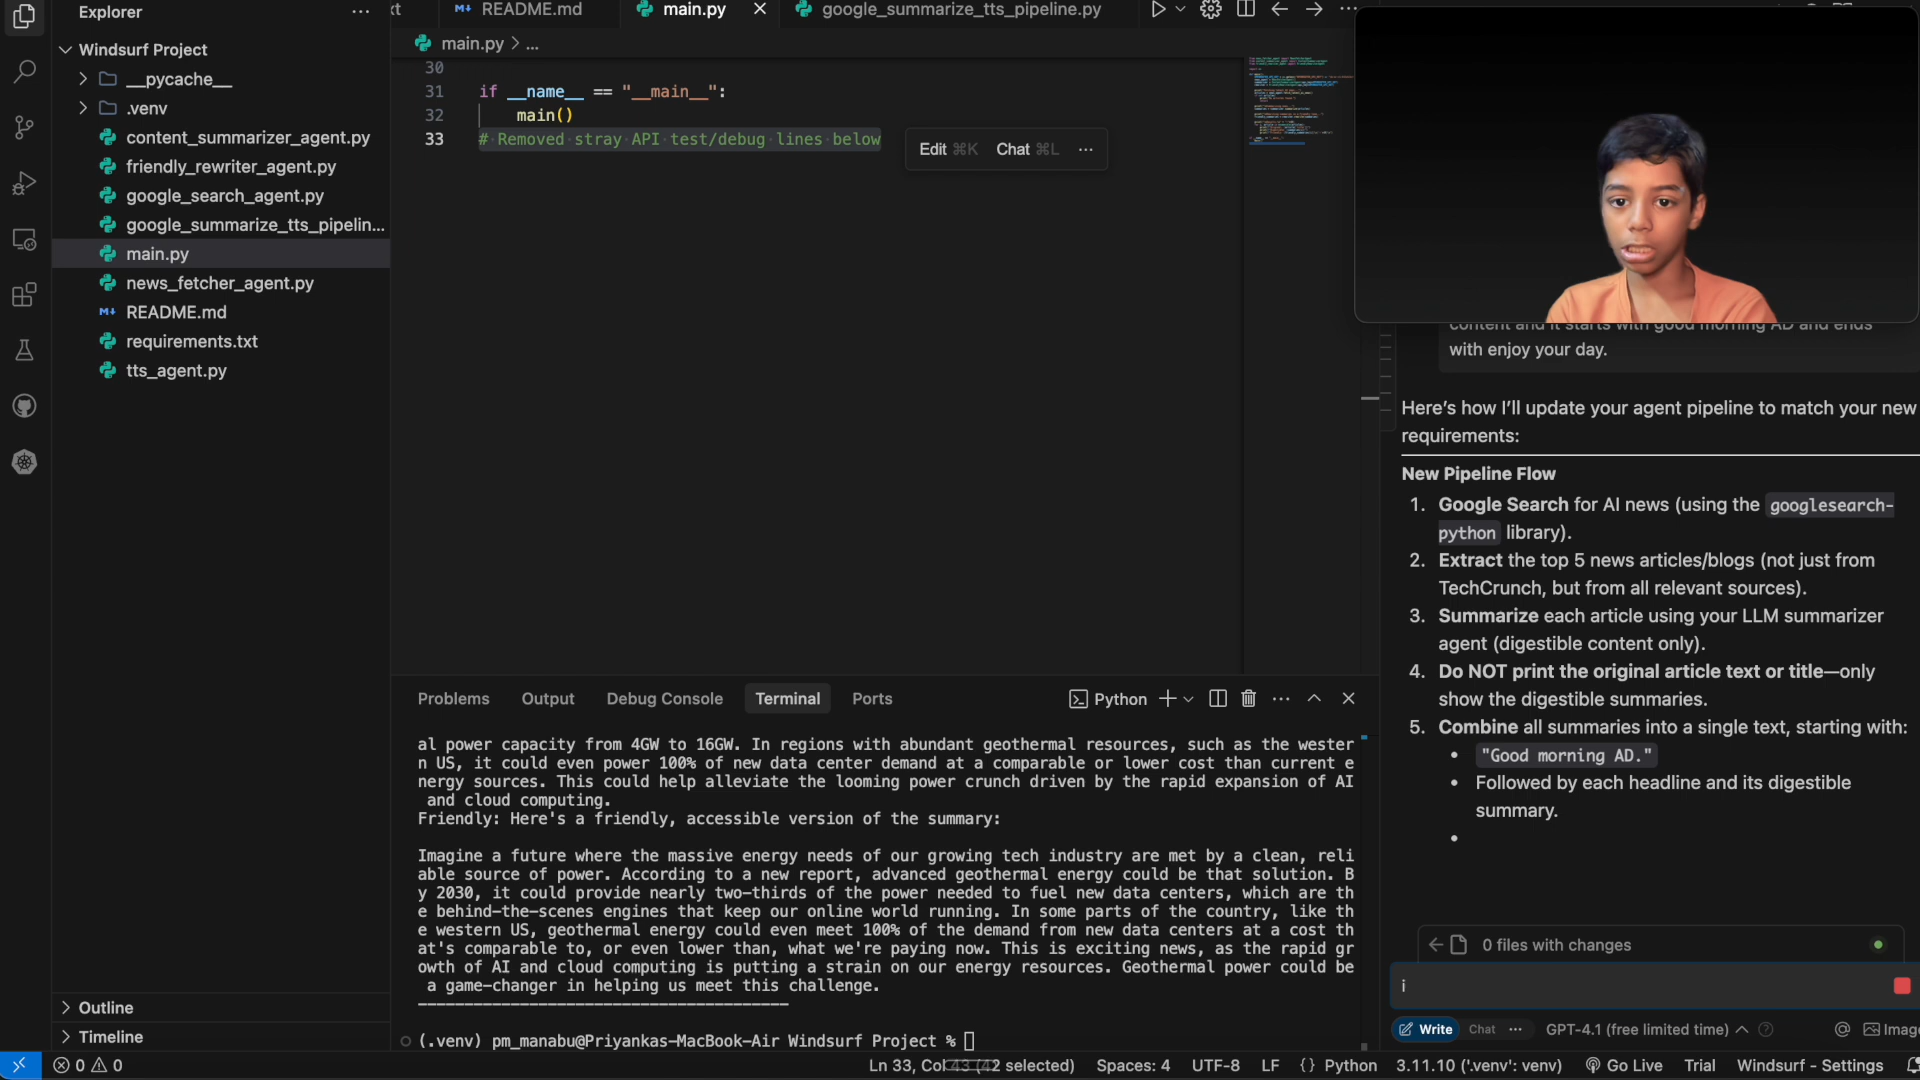 Explorer
Windsurf Project
__pycache__
.venv
content_summarizer_agent.py
friendly_rewriter_agent.py
google_search_agent.py
google_summarize_tts_pipelin...
main.py
news_fetcher_agent.py
README.md
requirements.txt
tts_agent.py
Outline
Timeline
xt
README.md
main.py
google_summarize_tts_pipeline.py
main.py > ...
30
31 if __name__ == "__main__":
32 main()
33 # Removed stray API test/debug lines below
Edit ⌘K Chat ⌘L ...
Problems Output Debug Console Terminal Ports
Python
al power capacity from 4GW to 16GW. In regions with abundant geothermal resources, such as the wester
n US, it could even power 100% of new data center demand at a comparable or lower cost than current e
nergy sources. This could help alleviate the looming power crunch driven by the rapid expansion of AI
and cloud computing.
Friendly: Here's a friendly, accessible version of the summary:
Imagine a future where the massive energy needs of our growing tech industry are met by a clean, reli
able source of power. According to a new report, advanced geothermal energy could be that solution. B
y 2030, it could provide nearly two-thirds of the power needed to fuel new data centers, which are th
e behind-the-scenes engines that keep our online world running. In some parts of the country, like th
e western US, geothermal energy could even meet 100% of the demand from new data centers at a cost th
at's comparable to, or even lower than, what we're paying now. This is exciting news, as the rapid gr
owth of AI and cloud computing is putting a strain on our energy resources. Geothermal power could be
a game-changer in helping us meet this challenge.
----------------------------------------
(.venv) pm_manabu@Priyankas-MacBook-Air Windsurf Project %
content and it starts with good morning AD and ends
with enjoy your day.
Here's how I'll update your agent pipeline to match your new
requirements:
New Pipeline Flow
1. Google Search for AI news (using the googlesearch-
python library).
2. Extract the top 5 news articles/blogs (not just from
TechCrunch, but from all relevant sources).
3. Summarize each article using your LLM summarizer
agent (digestible content only).
4. Do NOT print the original article text or title—only
show the digestible summaries.
5. Combine all summaries into a single text, starting with:
• "Good morning AD."
• Followed by each headline and its digestible
summary.
•
0 files with changes
i
Write Chat ... GPT-4.1 (free limited time) @ Imag
0 0 Ln 33, Col (42 selected) Spaces: 4 UTF-8 LF {} Python 3.11.10 ('.venv': venv) Go Live Trial Windsurf - Settings